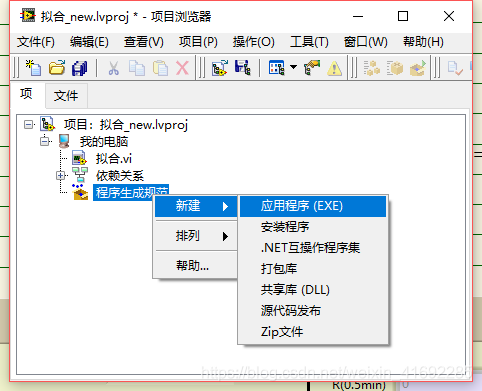 拟合_new.lvproj * - 项目浏览器
文件(F) 编辑(E) 查看(V) 项目(P) 操作(O) 工具(T) 窗口(W) 帮助(H)
项 文件
项目：拟合_new.lvproj
我的电脑
拟合.vi
依赖关系
程序生成规范
新建
排列
帮助...
应用程序 (EXE)
安装程序
.NET互操作程序集
打包库
共享库 (DLL)
源代码发布
Zip文件
R(0.5min) 0